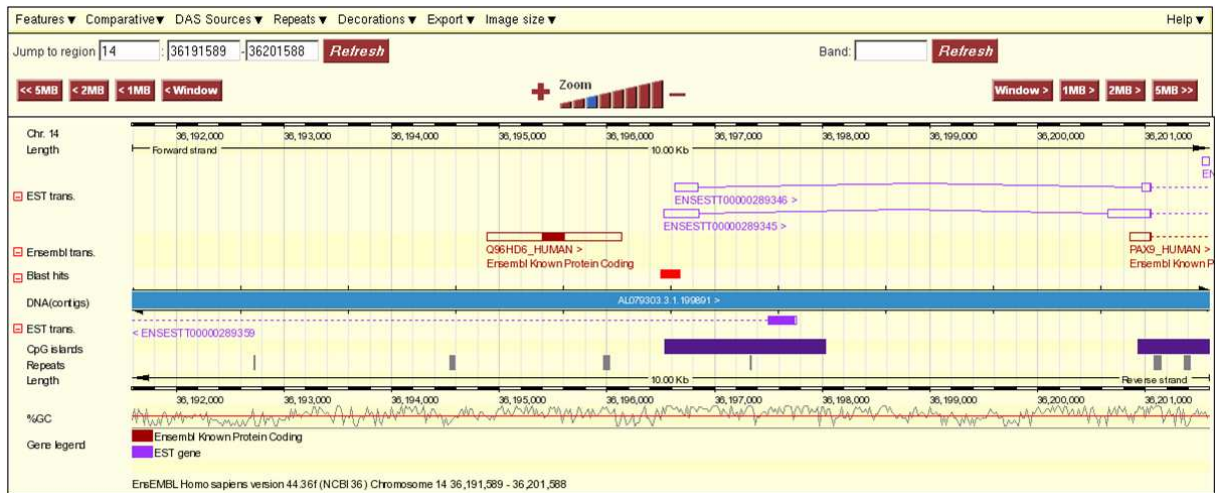 Features ▼ Comparative▼ DAS Sources ▼ Repeats ▼ Decorations ▼ Export ▼ Image size ▼ Help ▼
Jump to region 14 : 36191589 - 36201588 Refresh Band: Refresh
<< 5MB < 2MB < 1MB < Window + Zoom − Window > 1MB > 2MB > 5MB >>
Chr. 14 36,192,000 36,193,000 36,194,000 36,195,000 36,196,000 36,197,000 36,198,000 36,199,000 36,200,000 36,201,000
Length Forward strand 10.00 Kb
EN
EST trans.
ENSESTT00000289346 >
ENSESTT00000289345 >
Ensembl trans. Q96HD6_HUMAN > PAX9_HUMAN >
Ensembl Known Protein Coding Ensembl Known P
Blast hits
DNA(contigs) AL079303.3.1.199891 >
EST trans.
< ENSESTT00000289359
CpG islands
Repeats
Length 10.00 Kb Reverse strand
36,192,000 36,193,000 36,194,000 36,195,000 36,196,000 36,197,000 36,198,000 36,199,000 36,200,000 36,201,000
%GC
Gene legend Ensembl Known Protein Coding
EST gene
EnsEMBL Homo sapiens version 44.36f (NCBI 36) Chromosome 14 36,191,589 - 36,201,588